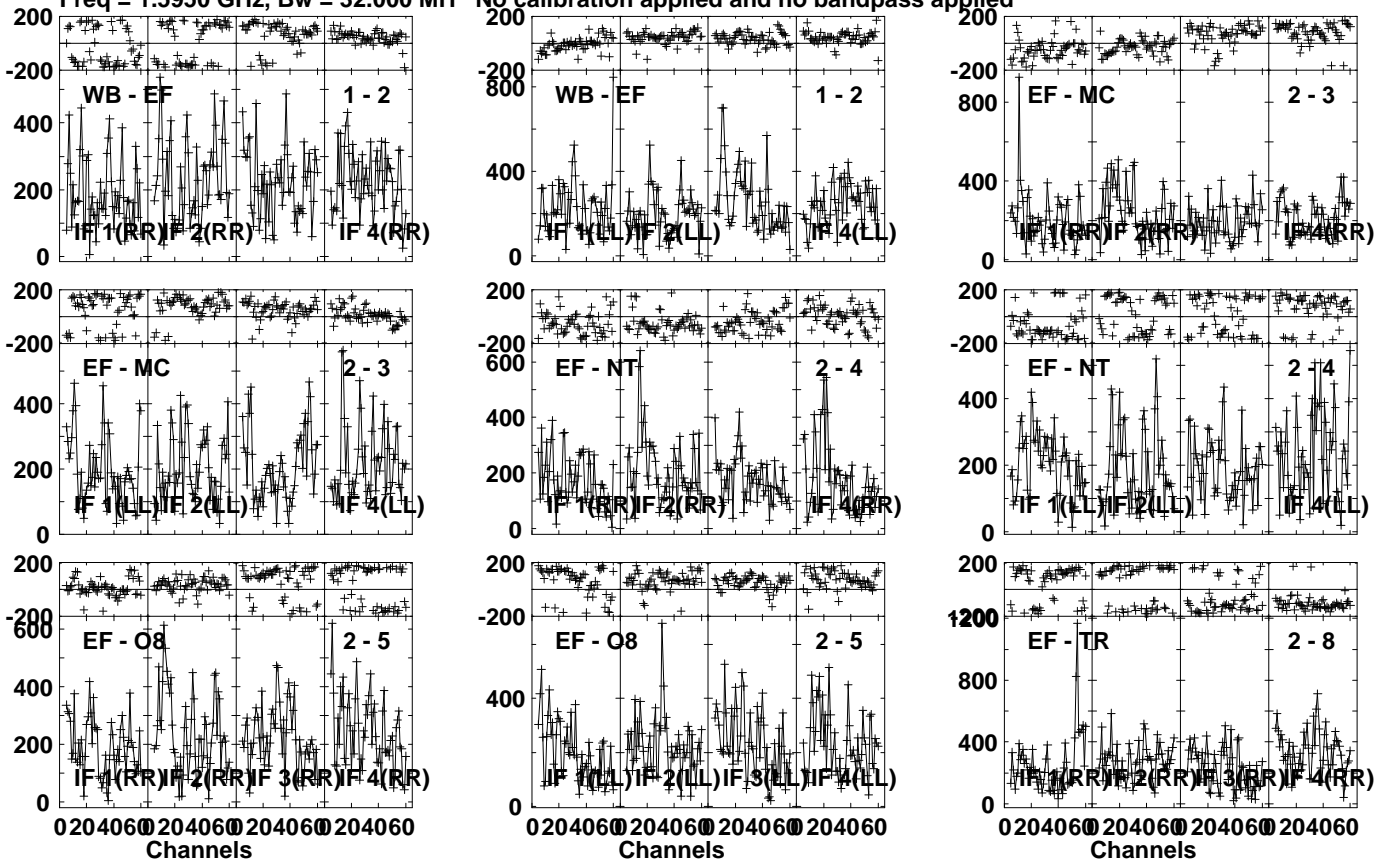 Freq = 1.5950 GHz, Bw = 32.000 MH No calibration applied and no bandpass applied
200
-200
WB - EF 1 - 2
400
200
0
IF 1(RR) IF 2(RR) IF 4(RR)
200
-200
WB - EF 1 - 2
800
400
0
IF 1(LL) IF 2(LL) IF 4(LL)
200
-200
EF - MC 2 - 3
800
400
0
IF 1(RR) IF 2(RR) IF 4(RR)
200
-200
EF - MC 2 - 3
400
200
0
IF 1(LL) IF 2(LL) IF 4(LL)
200
-200
EF - NT 2 - 4
600
400
200
0
IF 1(RR) IF 2(RR) IF 4(RR)
200
-200
EF - NT 2 - 4
400
200
0
IF 1(LL) IF 2(LL) IF 4(LL)
200
-200
EF - O8 2 - 5
600
400
200
0
IF 1(RR) IF 2(RR) IF 3(RR) IF 4(RR)
0 20 40 60 0 20 40 60 0 20 40 60 0 20 40 60
Channels
200
-200
EF - O8 2 - 5
400
0
IF 1(LL) IF 2(LL) IF 3(LL) IF 4(LL)
0 20 40 60 0 20 40 60 0 20 40 60 0 20 40 60
Channels
200
-200
1200
EF - TR 2 - 8
800
400
0
IF 1(RR) IF 2(RR) IF 3(RR) IF 4(RR)
0 20 40 60 0 20 40 60 0 20 40 60 0 20 40 60
Channels